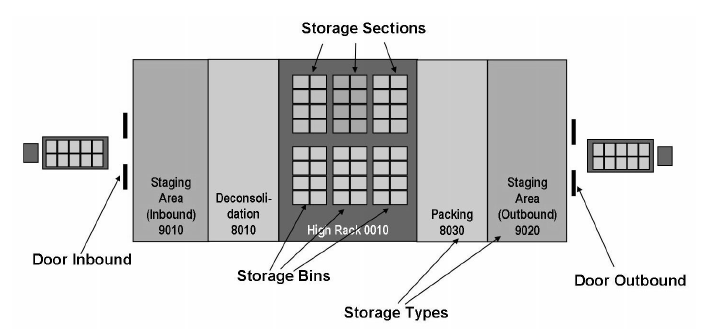 Storage Sections
Staging
Area
(Inbound)
9010
Deconsoli-
dation
8010
High Rack 0010
Packing
8030
Staging
Area
(Outbound)
9020
Door Inbound
Storage Bins
Storage Types
Door Outbound